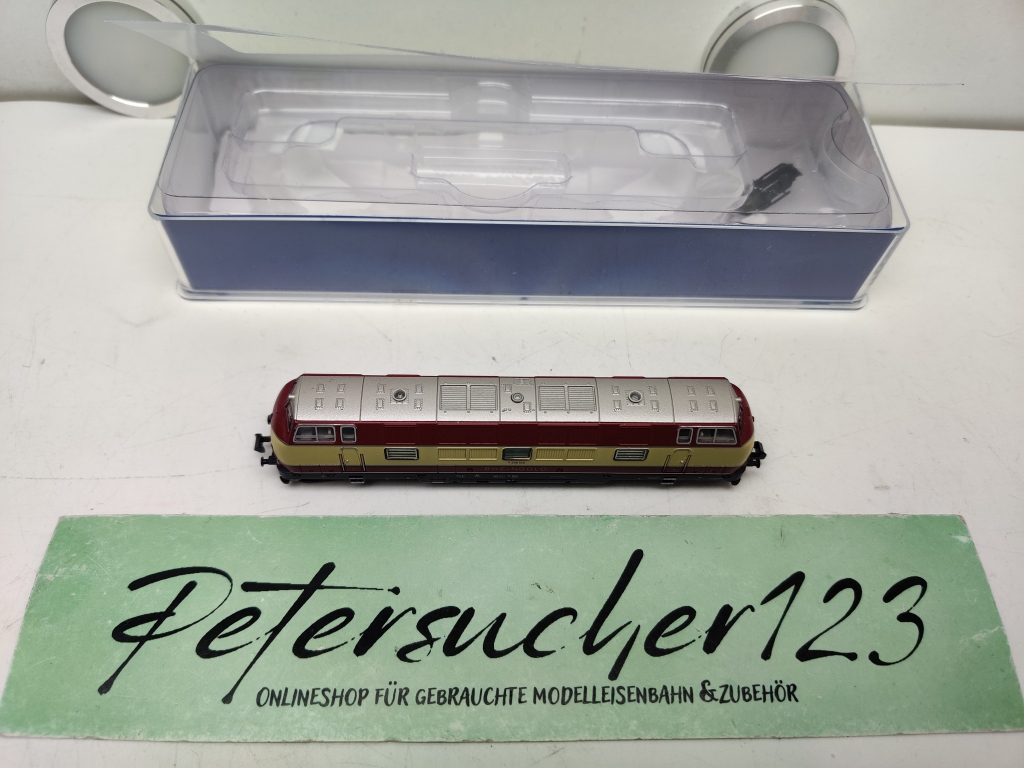 Petersucher123
ONLINESHOP FÜR GEBRAUCHTE MODELLEISENBAHN & ZUBEHÖR